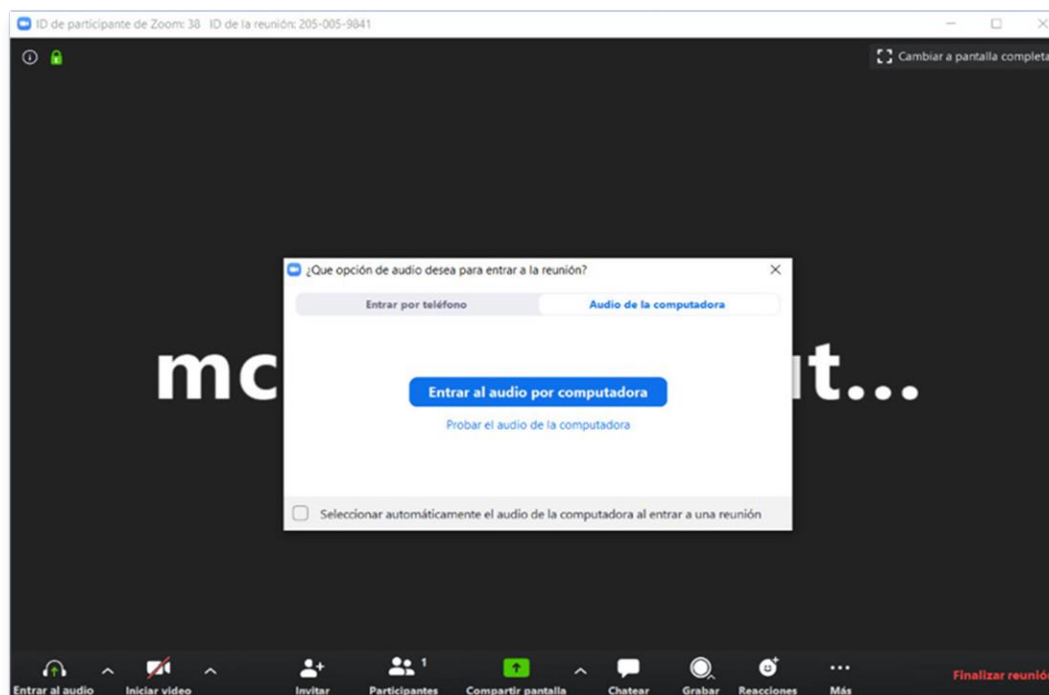 ID de participante de Zoom: 38 ID de la reunión: 205-005-9841
Cambiar a pantalla completa
¿Que opción de audio desea para entrar a la reunión?
Entrar por teléfono Audio de la computadora
mc
t...
Entrar al audio por computadora
Probar el audio de la computadora
Seleccionar automáticamente el audio de la computadora al entrar a una reunión
1
Entrar al audio Iniciar video Invitar Participantes Compartir pantalla Chatear Grabar Reacciones Más Finalizar reunión